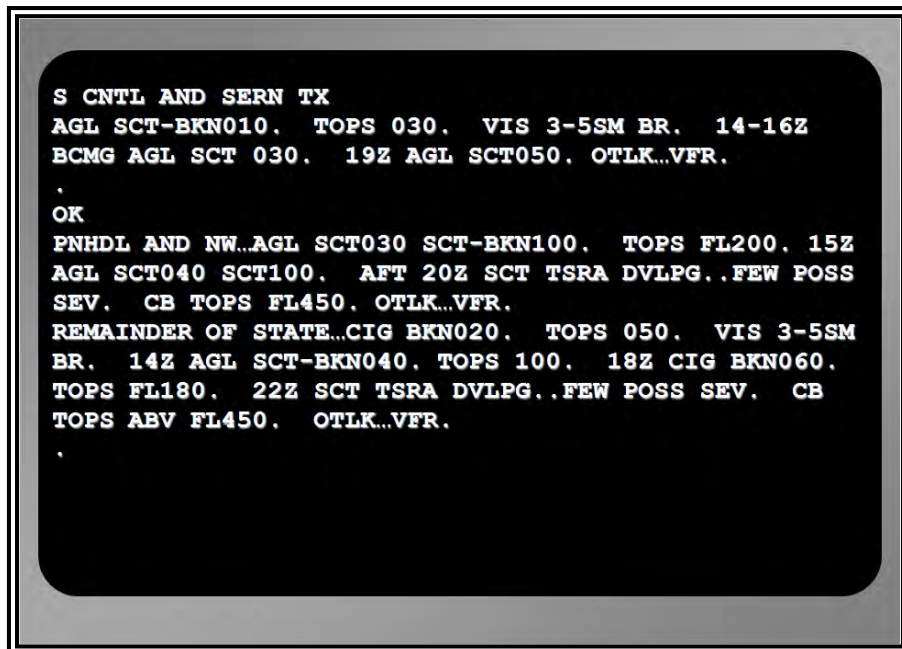 S CNTL AND SERN TX
AGL SCT-BKN010.  TOPS 030.  VIS 3-5SM BR.  14-16Z
BCMG AGL SCT 030.  19Z AGL SCT050. OTLK…VFR.
.
OK
PNHDL AND NW…AGL SCT030 SCT-BKN100.  TOPS FL200. 15Z
AGL SCT040 SCT100.  AFT 20Z SCT TSRA DVLPG..FEW POSS
SEV.  CB TOPS FL450. OTLK…VFR.
REMAINDER OF STATE…CIG BKN020.  TOPS 050.  VIS 3-5SM
BR.  14Z AGL SCT-BKN040. TOPS 100.  18Z CIG BKN060.
TOPS FL180.  22Z SCT TSRA DVLPG..FEW POSS SEV.  CB
TOPS ABV FL450.  OTLK…VFR.
.